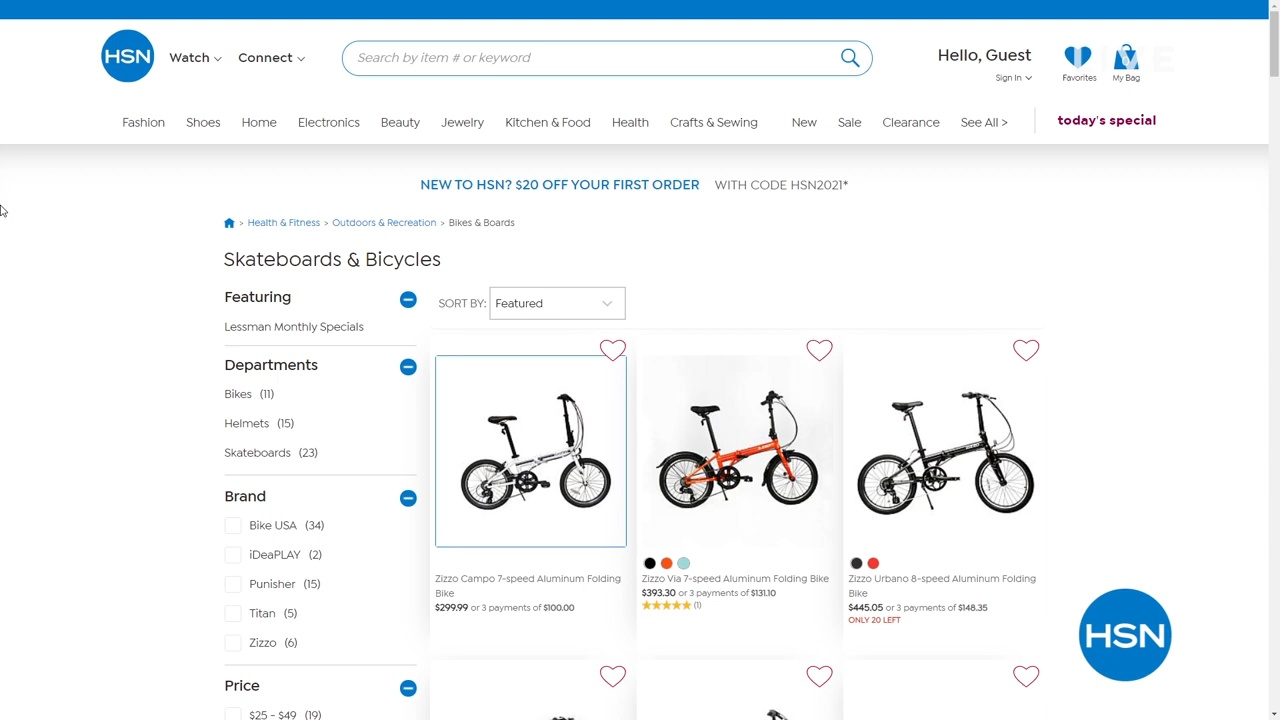 HSN
Watch
Connect
Search by item # or keyword
Hello, Guest
Sign In
Favorites
My Bag
Fashion
Shoes
Home
Electronics
Beauty
Jewelry
Kitchen & Food
Health
Crafts & Sewing
New
Sale
Clearance
See All >
today's special
NEW TO HSN? $20 OFF YOUR FIRST ORDER WITH CODE HSN2021*
> Health & Fitness > Outdoors & Recreation > Bikes & Boards
Skateboards & Bicycles
Featuring
Lessman Monthly Specials
Departments
Bikes (11)
Helmets (15)
Skateboards (23)
Brand
Bike USA (34)
iDeaPLAY (2)
Punisher (15)
Titan (5)
Zizzo (6)
Price
$25 - $49 (19)
SORT BY: Featured
Zizzo Campo 7-speed Aluminum Folding
Bike
$299.99 or 3 payments of $100.00
Zizzo Via 7-speed Aluminum Folding Bike
$393.30 or 3 payments of $131.10
(1)
Zizzo Urbano 8-speed Aluminum Folding
Bike
$445.05 or 3 payments of $148.35
ONLY 20 LEFT
HSN